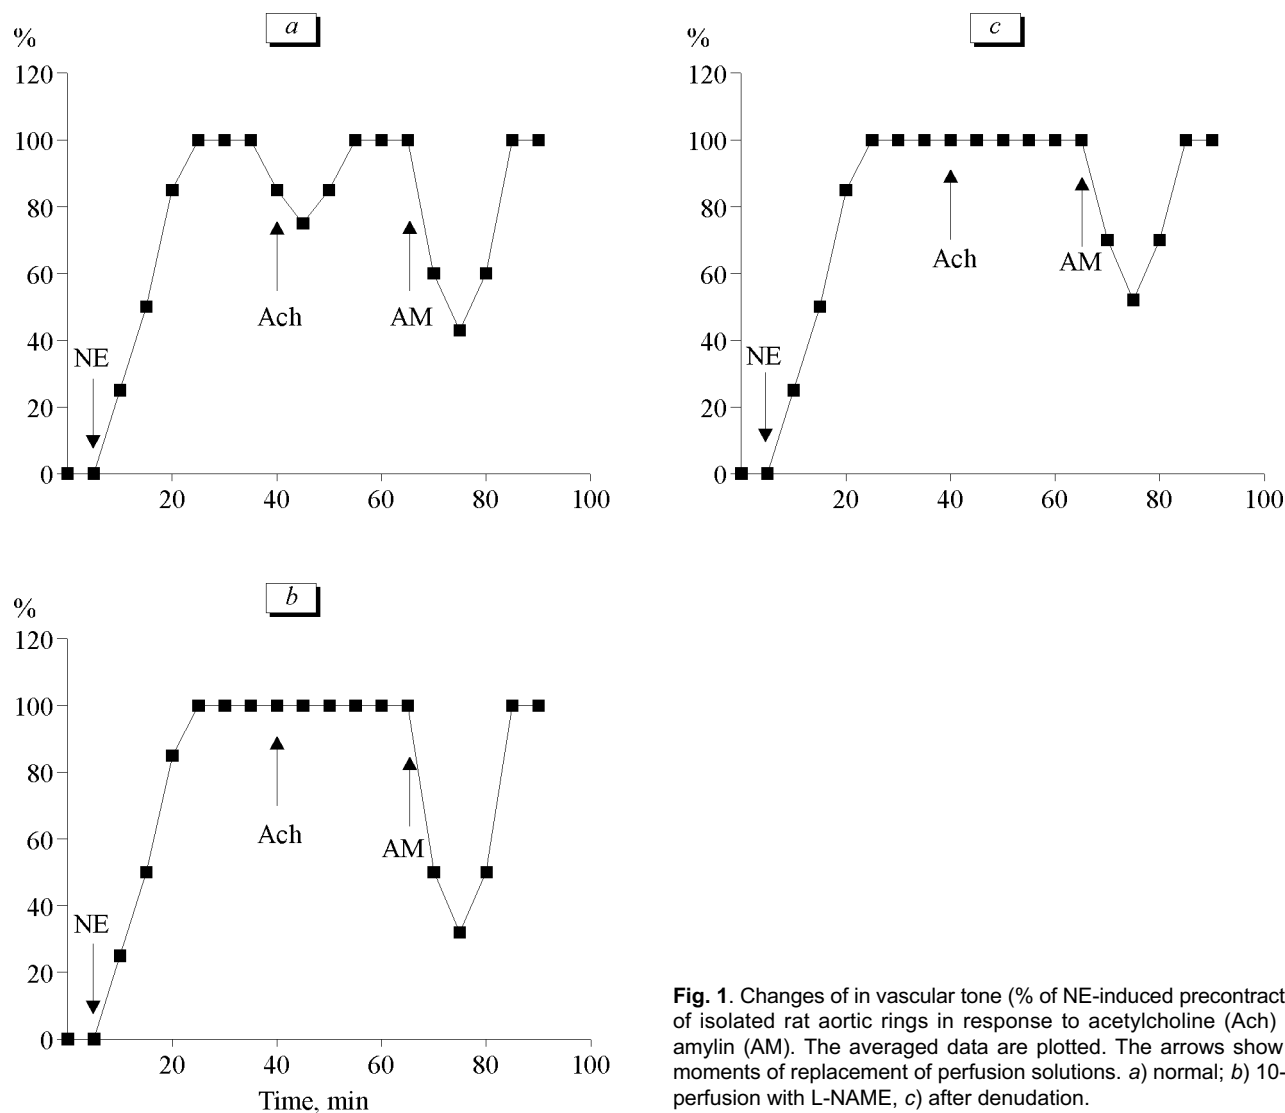 a
%
120
100
80
60
40
20
0
NE
Ach
AM
20
40
60
80
100
c
%
120
100
80
60
40
20
0
NE
Ach
AM
20
40
60
80
100
b
%
120
100
80
60
40
20
0
NE
Ach
AM
20
40
60
80
100
Time, min
Fig. 1. Changes of in vascular tone (% of NE-induced precontract
of isolated rat aortic rings in response to acetylcholine (Ach)
amylin (AM). The averaged data are plotted. The arrows show
moments of replacement of perfusion solutions. a) normal; b) 10-
perfusion with L-NAME, c) after denudation.